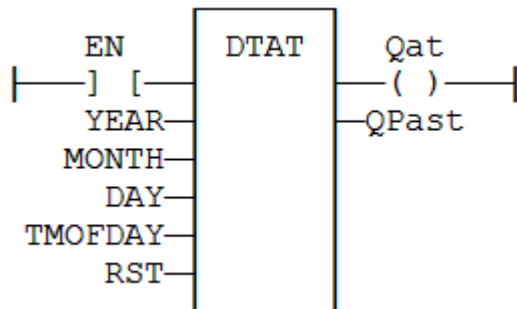 EN DTAT Qat
] [ ( )
YEAR QPast
MONTH
DAY
TMOFDAY
RST